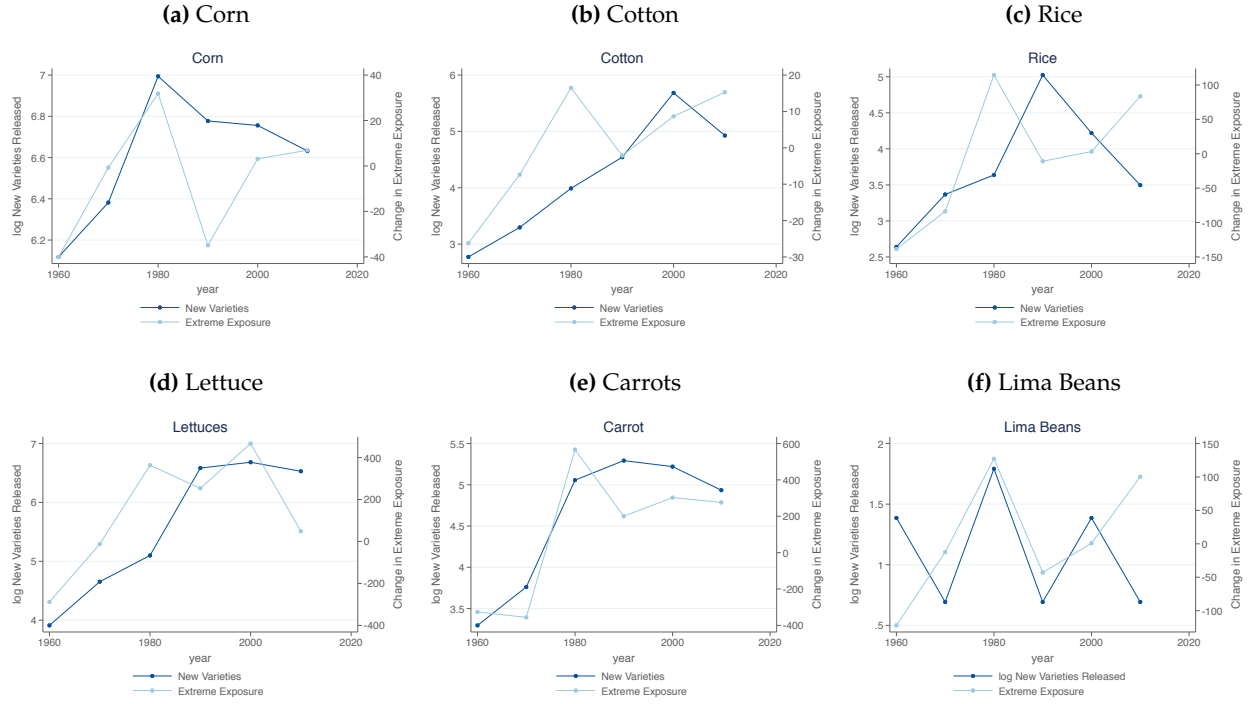 (a) Corn
Corn
log New Varieties Released
7
6.8
6.6
6.4
6.2
40
20
0
-20
-40
Change in Extreme Exposure
1960
1980
2000
2020
year
New Varieties
Extreme Exposure
(b) Cotton
Cotton
log New Varieties Released
6
5
4
3
20
10
0
-10
-20
-30
Change in Extreme Exposure
1960
1980
2000
2020
year
New Varieties
Extreme Exposure
(c) Rice
Rice
log New Varieties Released
5
4.5
4
3.5
3
2.5
100
50
0
-50
-100
-150
Change in Extreme Exposure
1960
1980
2000
2020
year
New Varieties
Extreme Exposure
(d) Lettuce
Lettuces
log New Varieties Released
7
6
5
4
400
200
0
-200
-400
Change in Extreme Exposure
1960
1980
2000
2020
year
New Varieties
Extreme Exposure
(e) Carrots
Carrot
log New Varieties Released
5.5
5
4.5
4
3.5
600
400
200
0
-200
-400
Change in Extreme Exposure
1960
1980
2000
2020
year
New Varieties
Extreme Exposure
(f) Lima Beans
Lima Beans
log New Varieties Released
2
1.5
1
.5
150
100
50
0
-50
-100
Change in Extreme Exposure
1960
1980
2000
2020
year
log New Varieties Released
Extreme Exposure